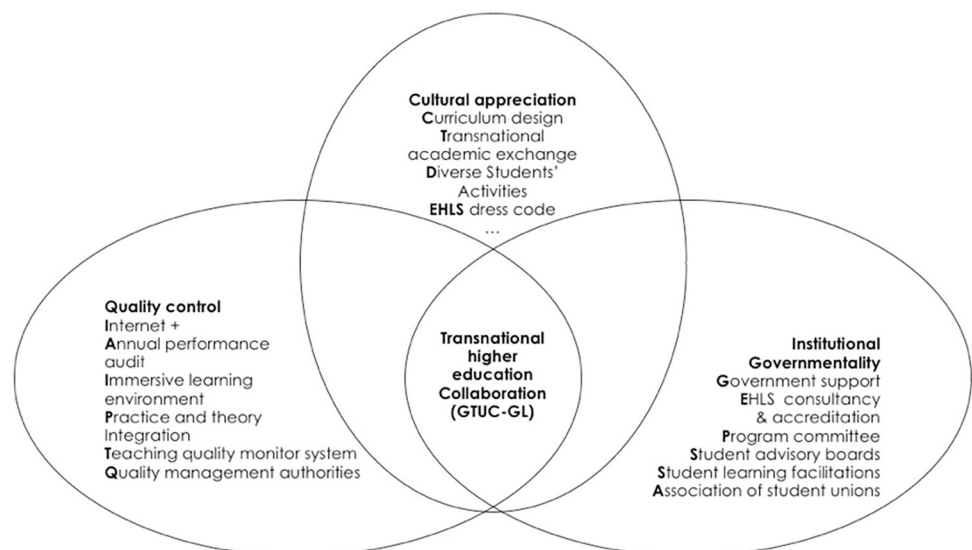 Cultural appreciation
Curriculum design
Transnational
academic exchange
Diverse Students'
Activities
EHLS dress code
...
Quality control
Internet +
Annual performance
audit
Immersive learning
environment
Practice and theory
Integration
Teaching quality monitor system
Quality management authorities
Transnational
higher
education
Collaboration
(GTUC-GL)
Institutional
Governmentality
Government support
EHLS consultancy
& accreditation
Program committee
Student advisory boards
Student learning facilitations
Association of student unions